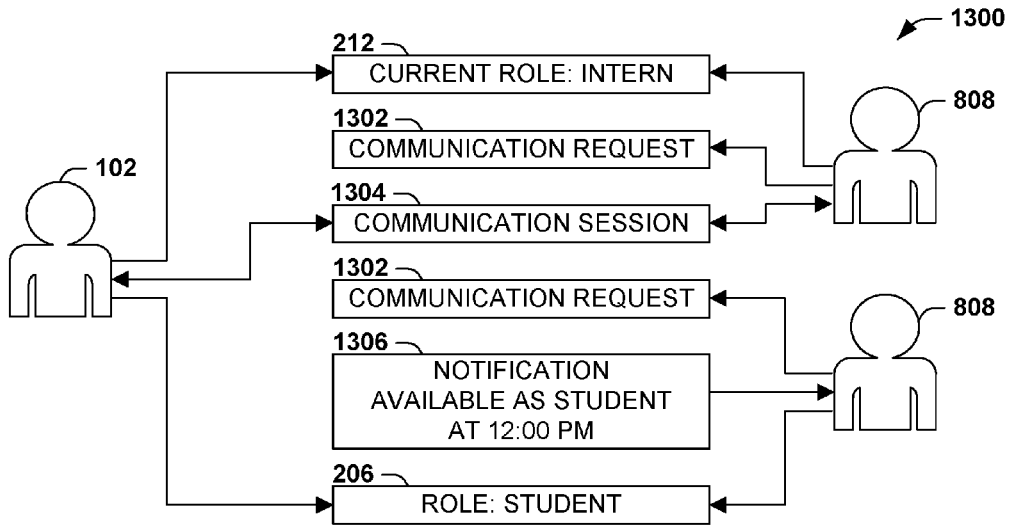 1300
212
CURRENT ROLE: INTERN
808
1302
COMMUNICATION REQUEST
102
1304
COMMUNICATION SESSION
1302
COMMUNICATION REQUEST
808
1306
NOTIFICATION
AVAILABLE AS STUDENT
AT 12:00 PM
206
ROLE: STUDENT